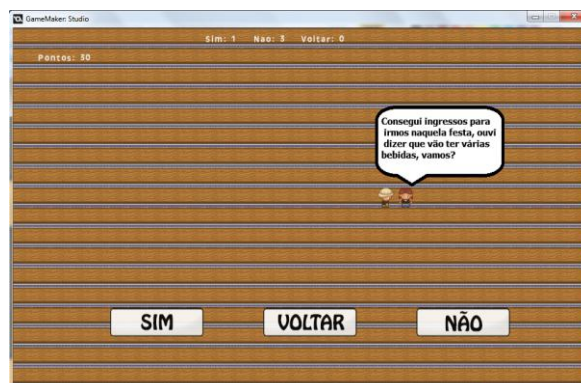 GameMaker: Studio
Sim: 1 Nao: 3 Voltar: 0
Pontos: 30
Consegui ingressos para
irmos naquela festa, ouvi
dizer que vão ter várias
bebidas, vamos?
SIM VOLTAR NÃO